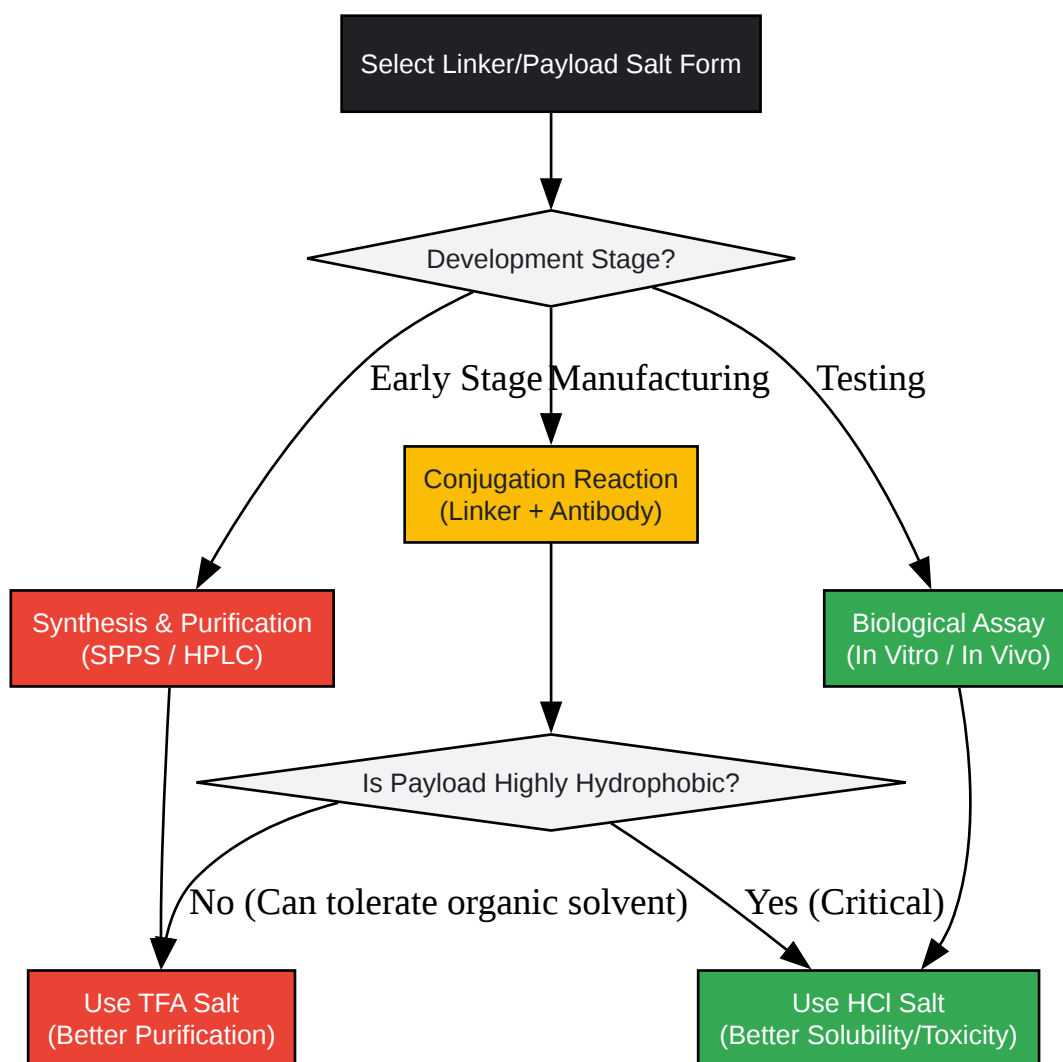 Select Linker/Payload Salt Form
Development Stage?
Early Stage
Manufacturing
Testing
Conjugation Reaction
(Linker + Antibody)
Synthesis & Purification
(SPPS / HPLC)
Biological Assay
(In Vitro / In Vivo)
Is Payload Highly Hydrophobic?
No (Can tolerate organic solvent)
Yes (Critical)
Use TFA Salt
(Better Purification)
Use HCl Salt
(Better Solubility/Toxicity)